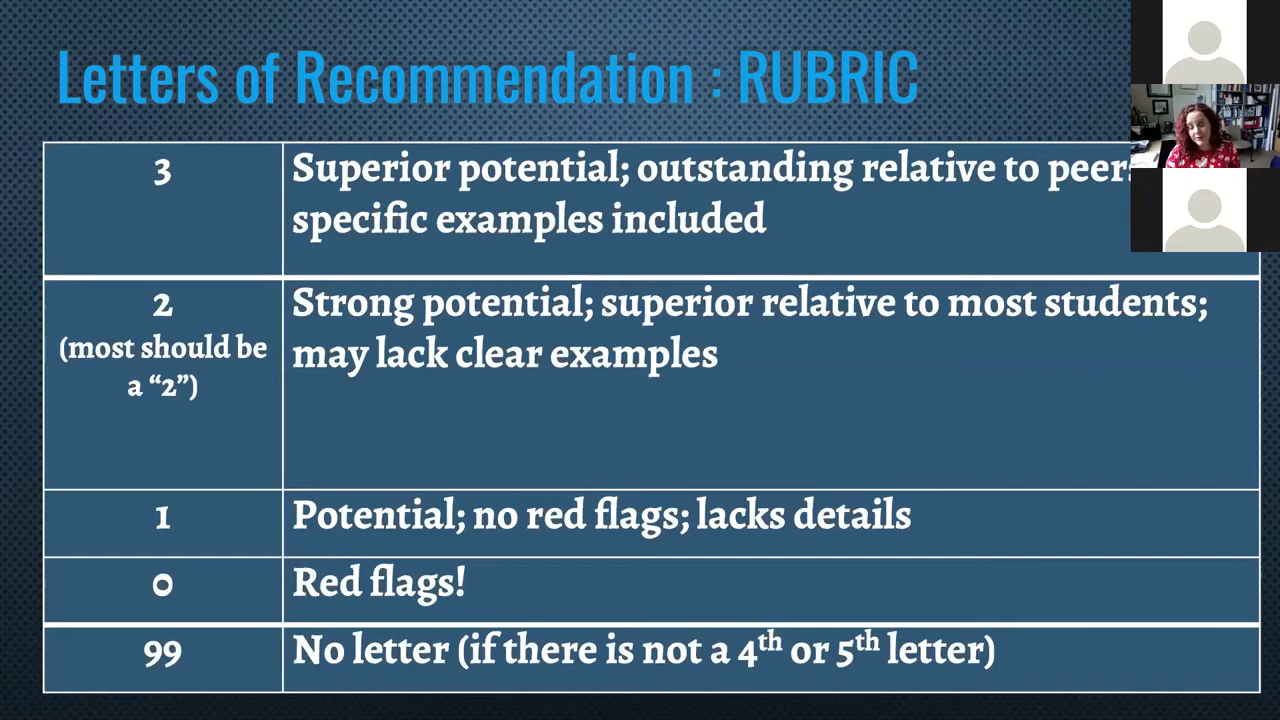 Letters of Recommendation : RUBRIC
3
Superior potential; outstanding relative to peer
specific examples included
2
(most should be
a “2”)
Strong potential; superior relative to most students;
may lack clear examples
1
Potential; no red flags; lacks details
0
Red flags!
99
No letter (if there is not a 4th or 5th letter)